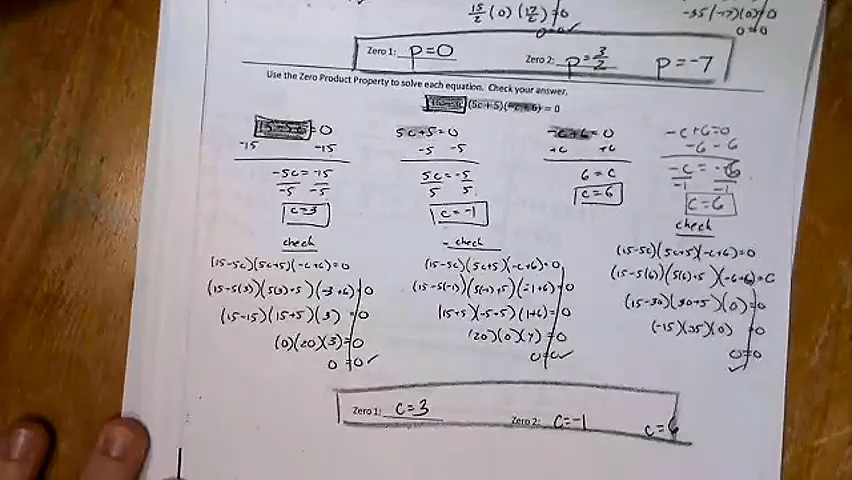 15/2 (0) (17/2) = 0
0=0 ✓
-35(-17)(0)=0
0=0
Zero 1: p=0 Zero 2: p=3/2 p=-7
Use the Zero Product Property to solve each equation. Check your answer.
(15-5c)(5c+5)(-c+6) = 0
15-5c=0
-15 -15
-5c=-15
-5 -5
c=3
check
(15-5c)(5c+5)(-c+6)=0
(15-5(3))(5(3)+5)(-3+6)=0
(15-15)(15+5)(3)=0
(0)(20)(3)=0
0=0✓
5c+5=0
-5 -5
5c=-5
5 5
c=-1
check
(15-5c)(5c+5)(-c+6)=0
(15-5(-1))(5(-1)+5)(-(-1)+6)=0
(15+5)(-5+5)(1+6)=0
(20)(0)(7)=0
0=0✓
-c+6=0
+c +c
6=c
c=6
-c+6=0
-6 -6
-c=-6
-1 -1
c=6
check
(15-5c)(5c+5)(-c+6)=0
(15-5(6))(5(6)+5)(-6+6)=0
(15-30)(30+5)(0)=0
(-15)(35)(0)=0
0=0
✓
Zero 1: c=3 Zero 2: c=-1 c=6